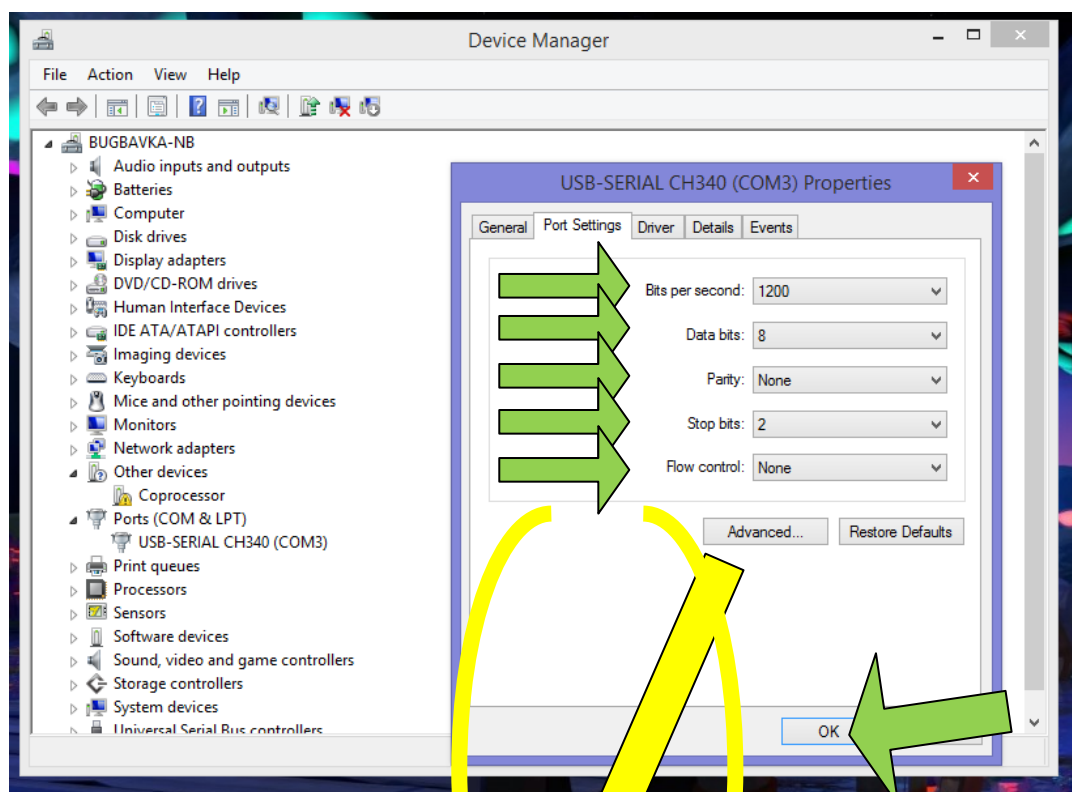 Device Manager
File Action View Help
BUGBAVKA-NB
Audio inputs and outputs
Batteries
Computer
Disk drives
Display adapters
DVD/CD-ROM drives
Human Interface Devices
IDE ATA/ATAPI controllers
Imaging devices
Keyboards
Mice and other pointing devices
Monitors
Network adapters
Other devices
Coprocessor
Ports (COM & LPT)
USB-SERIAL CH340 (COM3)
Print queues
Processors
Sensors
Software devices
Sound, video and game controllers
Storage controllers
System devices
Universal Serial Bus controllers
USB-SERIAL CH340 (COM3) Properties
General Port Settings Driver Details Events
Bits per second: 1200
Data bits: 8
Parity: None
Stop bits: 2
Flow control: None
Advanced... Restore Defaults
OK